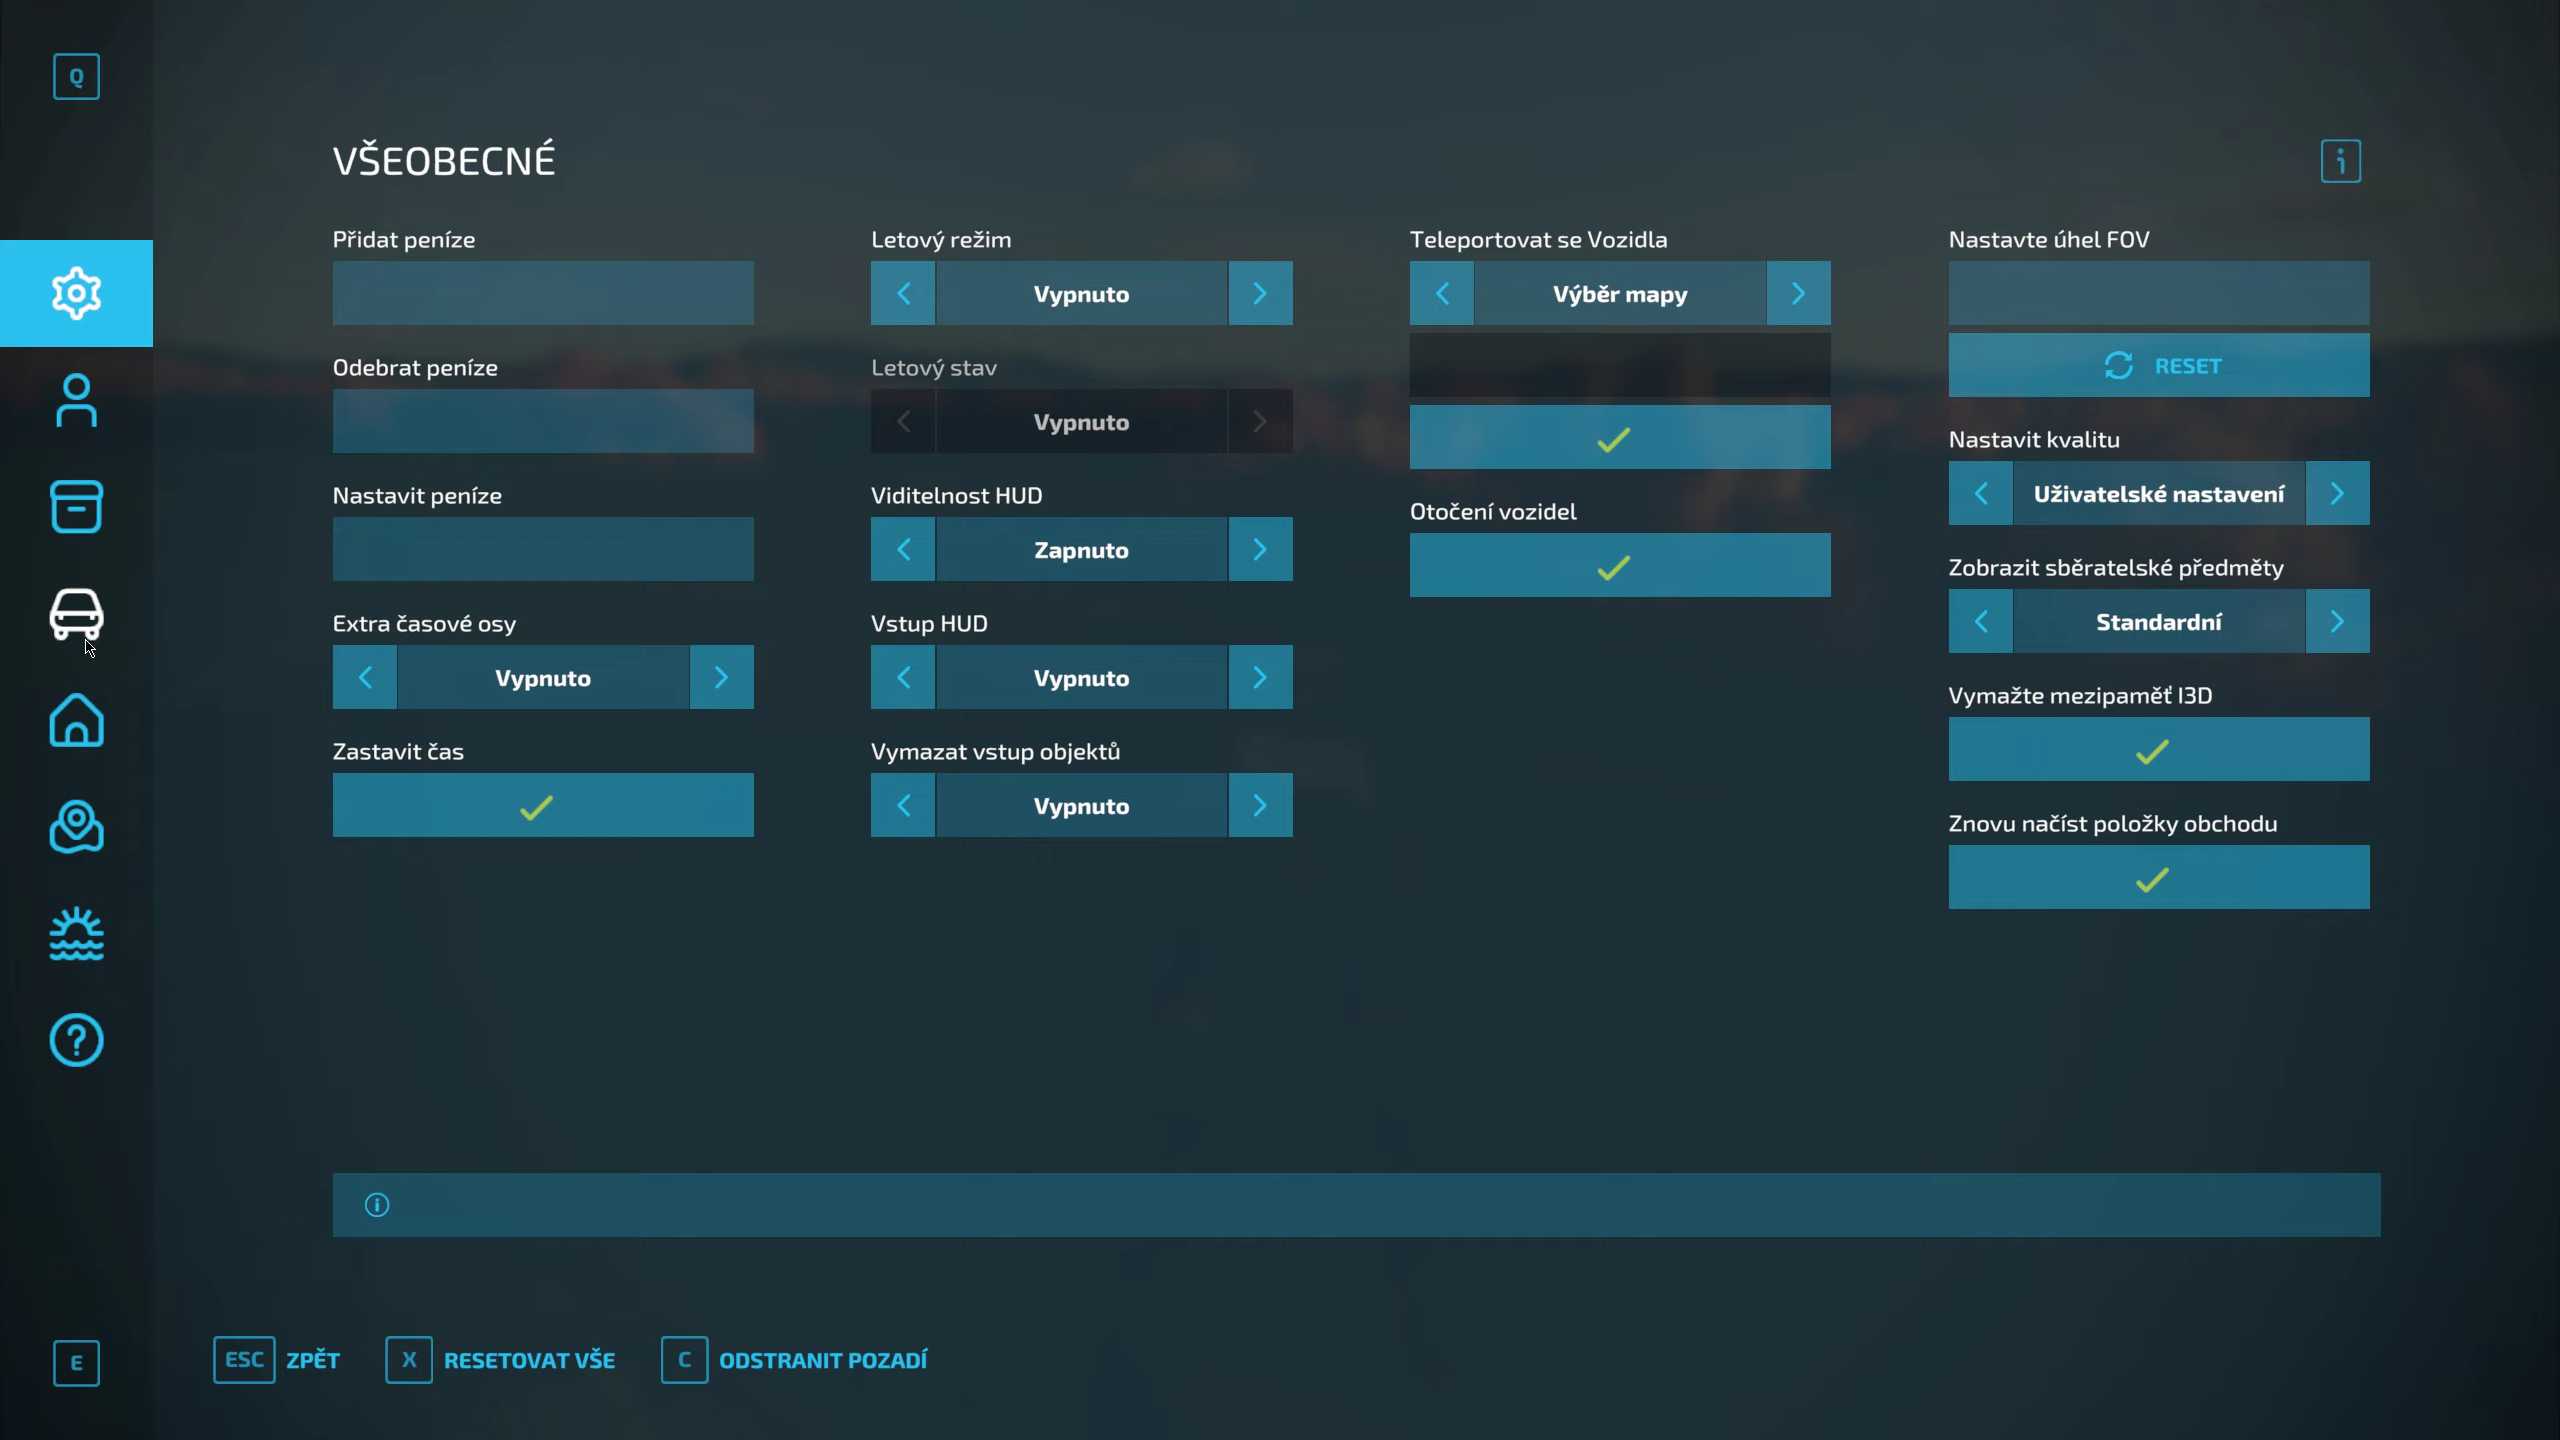 Q
VŠEOBECNÉ
Přidat peníze
Odebrat peníze
Nastavit peníze
Extra časové osy
Vypnuto
Zastavit čas
Letový režim
Vypnuto
Letový stav
Vypnuto
Viditelnost HUD
Zapnuto
Vstup HUD
Vypnuto
Vymazat vstup objektů
Vypnuto
Teleportovat se Vozidla
Výběr mapy
Otočení vozidel
Nastavte úhel FOV
RESET
Nastavit kvalitu
Uživatelské nastavení
Zobrazit sběratelské předměty
Standardní
Vymažte mezipaměť I3D
Znovu načíst položky obchodu
E
ESC ZPĚT X RESETOVAT VŠE C ODSTRANIT POZADÍ